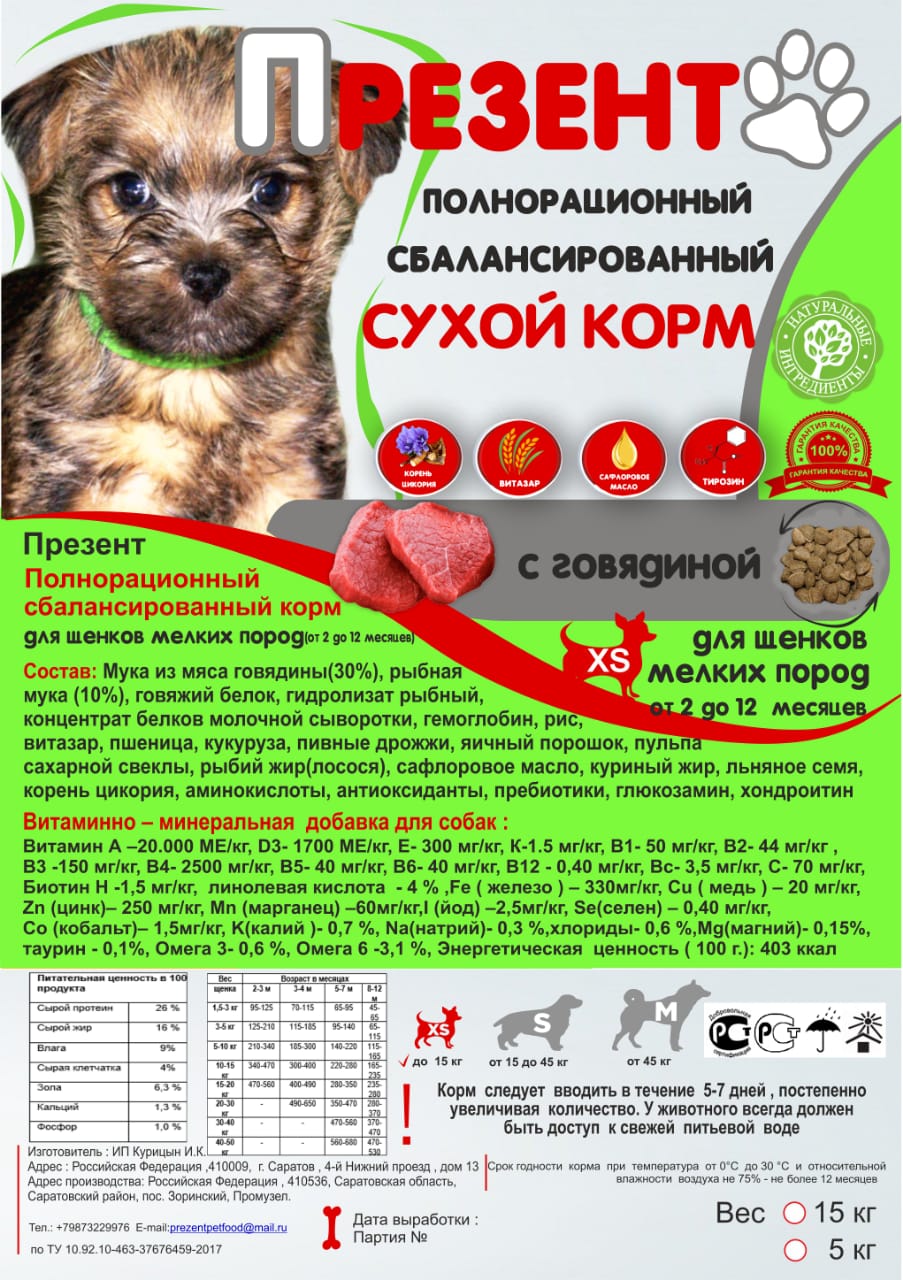 ПРЕЗЕНТ
ПОЛНОРАЦИОННЫЙ
СБАЛАНСИРОВАННЫЙ
СУХОЙ КОРМ
НАТУРАЛЬНЫЕ ИНГРЕДИЕНТЫ
КОРЕНЬ
ЦИКОРИЯ
ВИТАЗАР
САФЛОРОВОЕ
МАСЛО
ТИРОЗИН
ГАРАНТИЯ КАЧЕСТВА
100%
ГАРАНТИЯ КАЧЕСТВА
с говядиной
Презент
Полнорационный
сбалансированный корм
для щенков мелких пород(от 2 до 12 месяцев)
XS
для щенков
мелких пород
от 2 до 12 месяцев
Состав: Мука из мяса говядины(30%), рыбная
мука (10%), говяжий белок, гидролизат рыбный,
концентрат белков молочной сыворотки, гемоглобин, рис,
витазар, пшеница, кукуруза, пивные дрожжи, яичный порошок, пульпа
сахарной свеклы, рыбий жир(лосося), сафлоровое масло, куриный жир, льняное семя,
корень цикория, аминокислоты, антиоксиданты, пребиотики, глюкозамин, хондроитин
Витаминно – минеральная добавка для собак :
Витамин А –20.000 МЕ/кг, D3- 1700 МЕ/кг, Е- 300 мг/кг, К-1.5 мг/кг, В1- 50 мг/кг, В2- 44 мг/кг ,
В3 -150 мг/кг, В4- 2500 мг/кг, В5- 40 мг/кг, В6- 40 мг/кг, В12 - 0,40 мг/кг, Вс- 3,5 мг/кг, С- 70 мг/кг,
Биотин Н -1,5 мг/кг, линолевая кислота - 4 % ,Fe ( железо ) – 330мг/кг, Cu ( медь ) – 20 мг/кг,
Zn (цинк)– 250 мг/кг, Mn (марганец) –60мг/кг,I (йод) –2,5мг/кг, Se(селен) – 0,40 мг/кг,
Co (кобальт)– 1,5мг/кг, K(калий )- 0,7 %, Na(натрий)- 0,3 %,хлориды- 0,6 %,Mg(магний)- 0,15%,
таурин - 0,1%, Омега 3- 0,6 %, Омега 6 -3,1 %, Энергетическая ценность ( 100 г.): 403 ккал
Питательная ценность в 100
продукта
Сырой протеин 26 %
Сырой жир 16 %
Влага 9%
Сырая клетчатка 4%
Зола 6,3 %
Кальций 1,3 %
Фосфор 1,0 %
Вес щенка Возраст в месяцах
2-3 м 3-4 м 5-7 м 8-12 м
1,5-3 кг 95-125 70-115 65-95 45-65
3-5 кг 125-210 115-185 95-140 65-115
5-10 кг 210-340 185-300 140-220 115-165
10-15 кг 340-470 300-400 220-280 165-235
15-20 кг 470-560 400-490 280-350 235-280
20-30 кг - 490-650 350-470 280-370
30-40 кг - - 470-560 370-470
40-50 кг - - 560-680 470-530
XS
S
M
до 15 кг
от 15 до 45 кг
от 45 кг
Добровольная
РСТ
сертификация
РСТ
! Корм следует вводить в течение 5-7 дней , постепенно
увеличивая количество. У животного всегда должен
быть доступ к свежей питьевой воде
Изготовитель : ИП Курицын И.К.
Адрес : Российская Федерация ,410009, г. Саратов , 4-й Нижний проезд , дом 13
Адрес производства: Российская Федерация , 410536, Саратовская область,
Саратовский район, пос. Зоринский, Промузел.
Срок годности корма при температура от 0°С до 30 °С и относительной
влажности воздуха не 75% - не более 12 месяцев
Тел.: +79873229976 E-mail:prezentpetfood@mail.ru
по ТУ 10.92.10-463-37676459-2017
Дата выработки :
Партия №
Вес 15 кг
5 кг